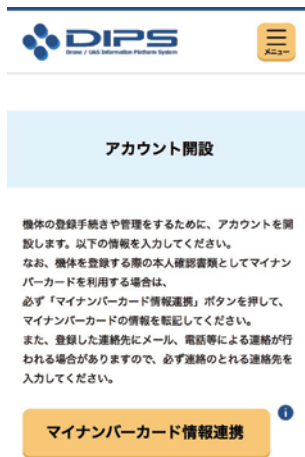 DIPS
Drone / UAS Information Platform System
メニュー
アカウント開設
機体の登録手続きや管理をするために、アカウントを開
設します。以下の情報を入力してください。
なお、機体を登録する際の本人確認書類としてマイナン
バーカードを利用する場合は、
必ず「マイナンバーカード情報連携」ボタンを押して、
マイナンバーカードの情報を転記してください。
また、登録した連絡先にメール、電話等による連絡が行
われる場合がありますので、必ず連絡のとれる連絡先を
入力してください。
マイナンバーカード情報連携
i